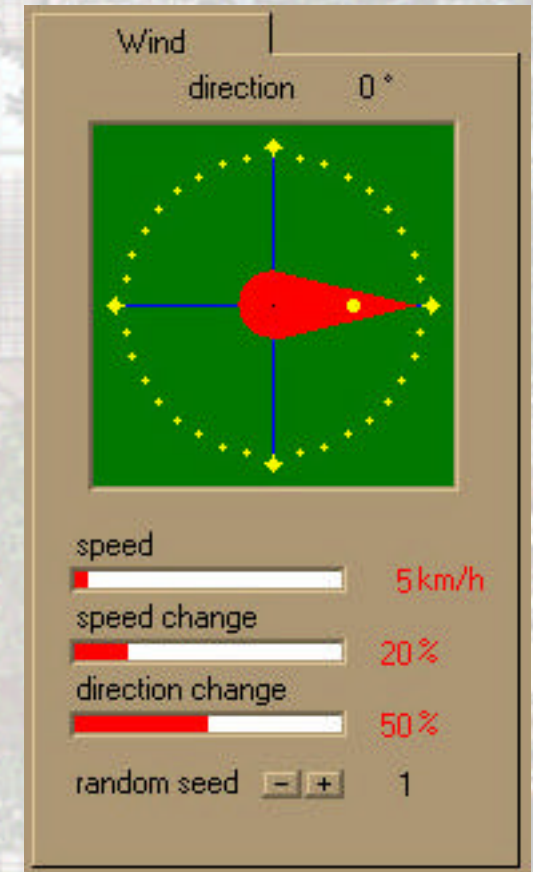 Wind
direction 0°
speed
5 km/h
speed change
20%
direction change
50%
random seed - + 1